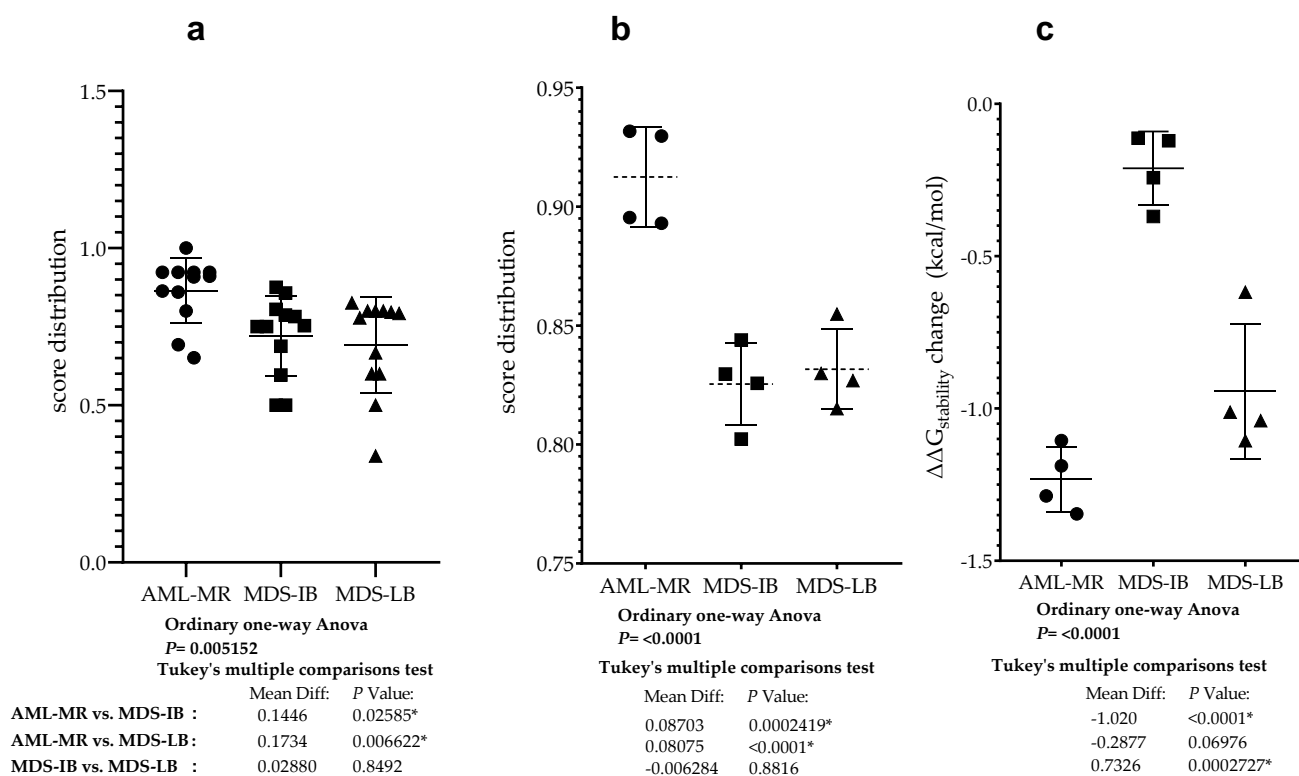 a
b
c
score distribution
1.5
1.0
0.5
0.0
AML-MR MDS-IB MDS-LB
Ordinary one-way Anova
P= 0.005152
Tukey's multiple comparisons test
Mean Diff: P Value:
AML-MR vs. MDS-IB : 0.1446 0.02585*
AML-MR vs. MDS-LB : 0.1734 0.006622*
MDS-IB vs. MDS-LB : 0.02880 0.8492
score distribution
0.95
0.90
0.85
0.80
0.75
AML-MR MDS-IB MDS-LB
Ordinary one-way Anova
P= <0.0001
Tukey's multiple comparisons test
Mean Diff: P Value:
0.08703 0.0002419*
0.08075 <0.0001*
-0.006284 0.8816
ΔΔGstability change (kcal/mol)
0.0
-0.5
-1.0
-1.5
AML-MR MDS-IB MDS-LB
Ordinary one-way Anova
P= <0.0001
Tukey's multiple comparisons test
Mean Diff: P Value:
-1.020 <0.0001*
-0.2877 0.06976
0.7326 0.0002727*